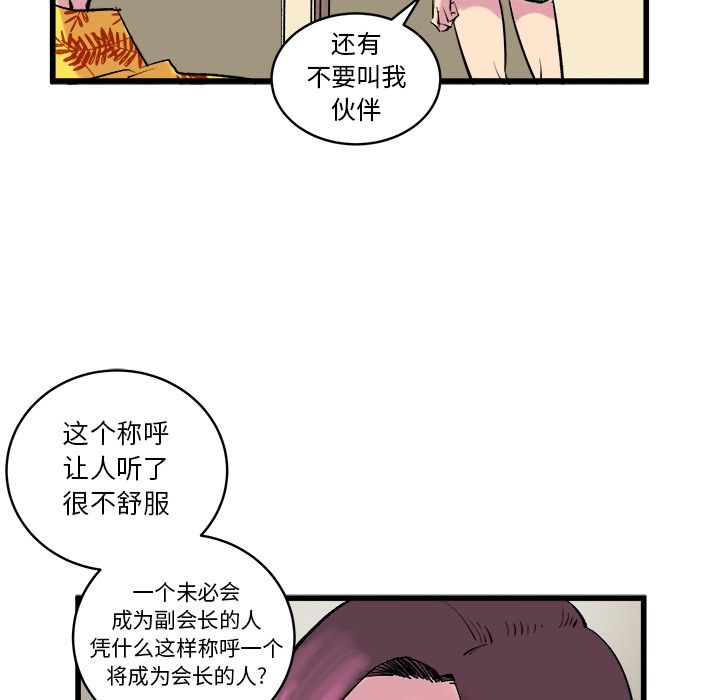 还有
不要叫我
伙伴
这个称呼
让人听了
很不舒服
一个未必会
成为副会长的人
凭什么这样称呼一个
将成为会长的人?